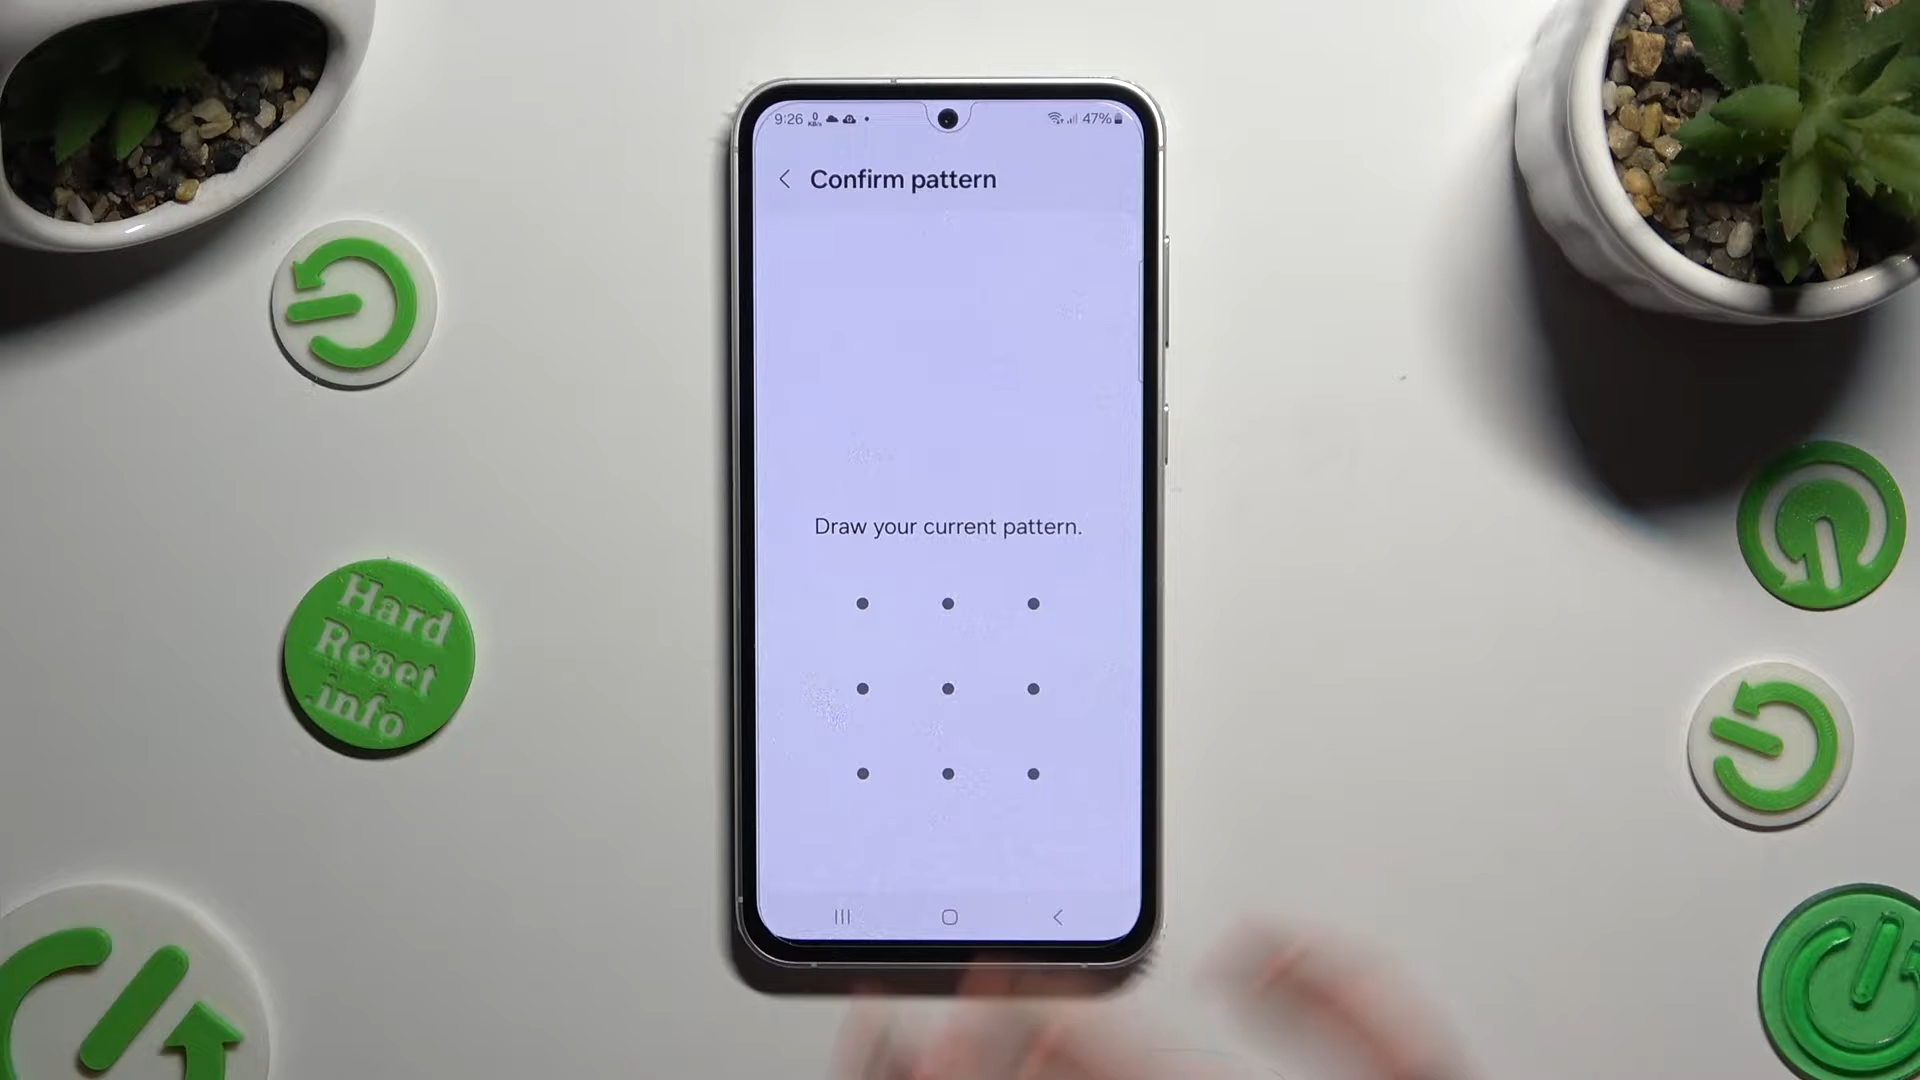 9:26
47%
Confirm pattern
Draw your current pattern.
Hard
Reset
.info